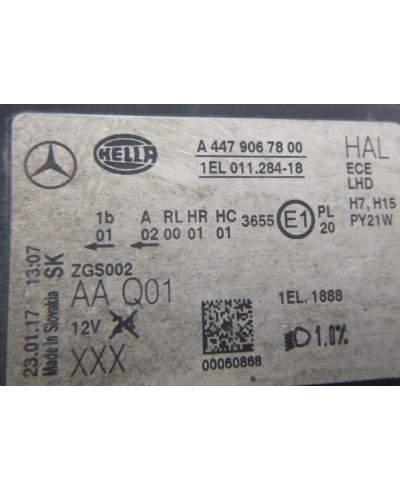 HELLA
A 447 906 78 00
1EL 011.284-18
HAL
ECE
LHD
H7, H15
PY21W
1b A RL HR HC
01 02 00 01 01
3655 E1 PL
20
ZGS002
AA Q01
12V
XXX
1EL.1888
1,0%
00060868
23.01.17 13:07
Made in Slovakia SK